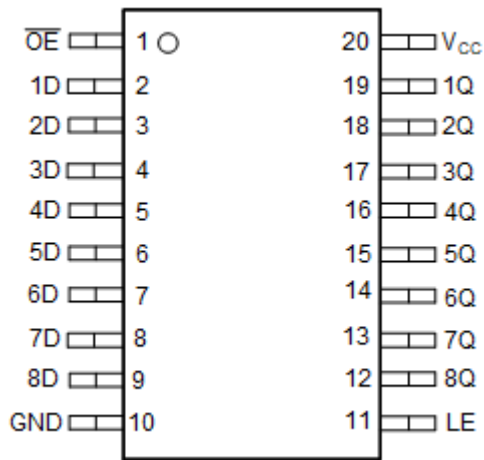 O̅E̅ 1 20 VCC
1D 2 19 1Q
2D 3 18 2Q
3D 4 17 3Q
4D 5 16 4Q
5D 6 15 5Q
6D 7 14 6Q
7D 8 13 7Q
8D 9 12 8Q
GND 10 11 LE